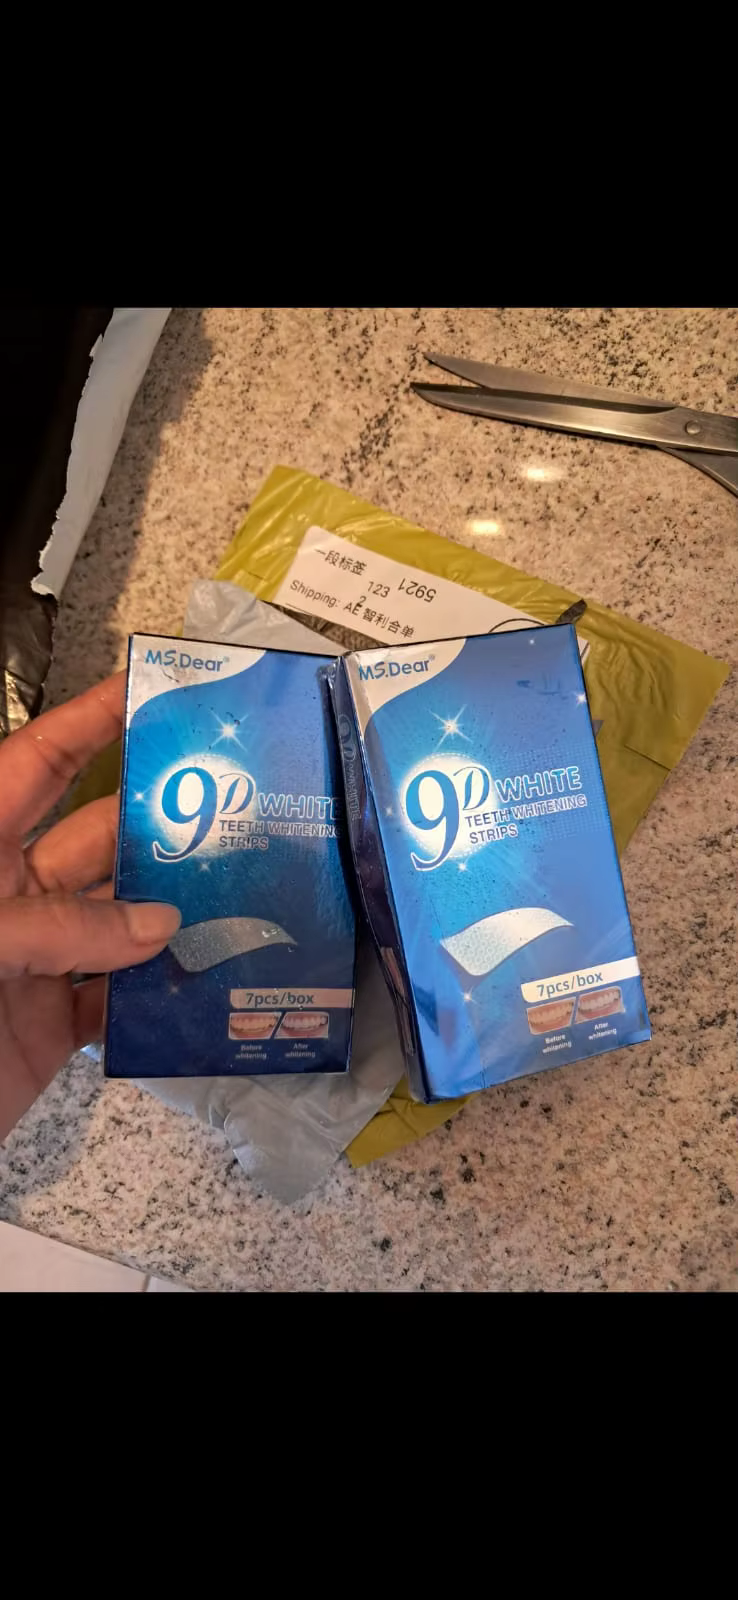 一段标签
123
5921
2
Shipping: AE 智利合单
MS.Dear®
9D WHITE
TEETH WHITENING
STRIPS
7pcs/box
Before
whitening
After
whitening
MS.Dear®
9D WHITE
9D WHITE
TEETH WHITENING
STRIPS
7pcs/box
Before
whitening
After
whitening